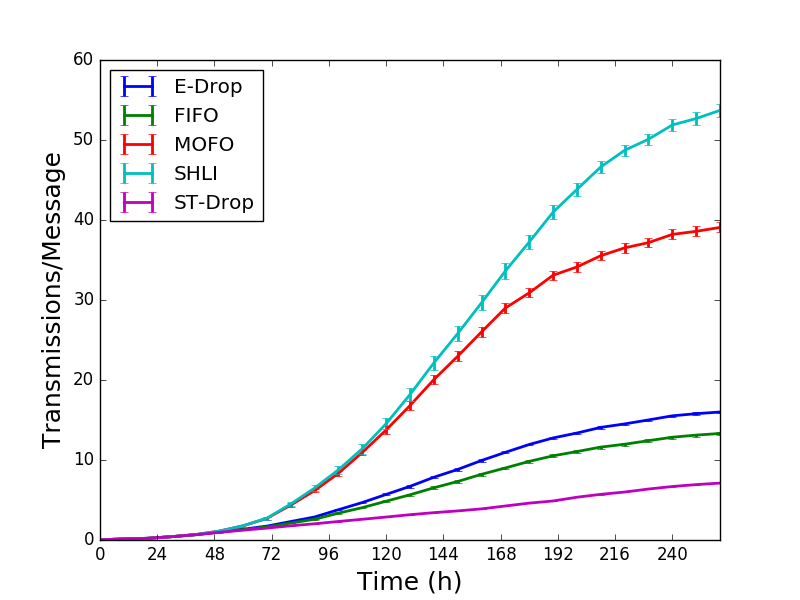 60
50
40
30
20
10
0
Transmissions/Message
E-Drop
FIFO
MOFO
SHLI
ST-Drop
0 24 48 72 96 120 144 168 192 216 240
Time (h)